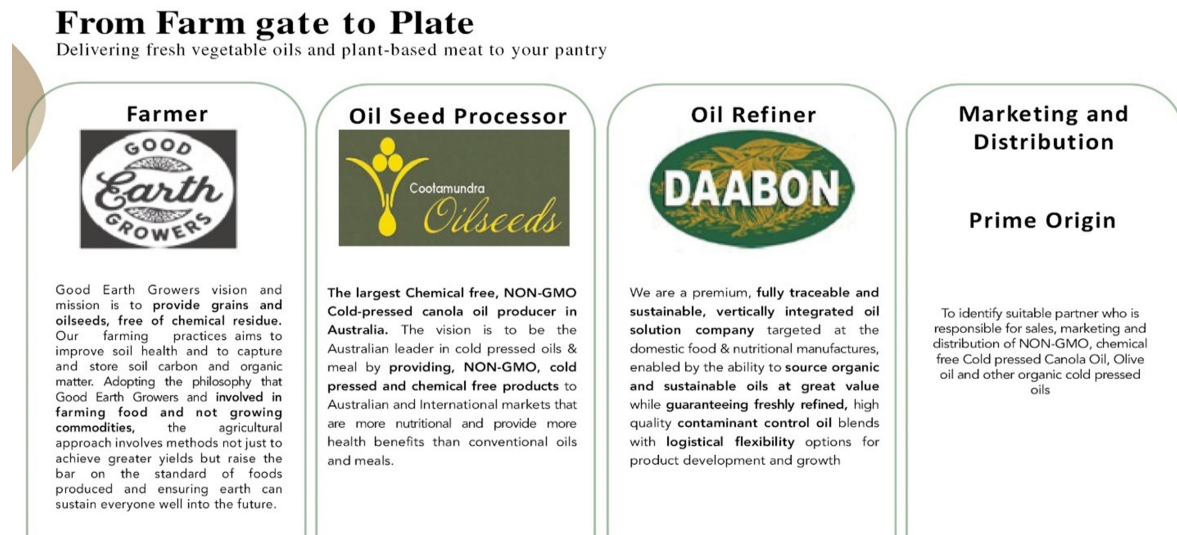 From Farm gate to Plate
Delivering fresh vegetable oils and plant-based meat to your pantry
Farmer
GOOD
Earth
GROWERS
Good Earth Growers vision and
mission is to provide grains and
oilseeds, free of chemical residue.
Our farming practices aims to
improve soil health and to capture
and store soil carbon and organic
matter. Adopting the philosophy that
Good Earth Growers and involved in
farming food and not growing
commodities, the agricultural
approach involves methods not just to
achieve greater yields but raise the
bar on the standard of foods
produced and ensuring earth can
sustain everyone well into the future.
Oil Seed Processor
Cootamundra
Oilseeds
The largest Chemical free, NON-GMO
Cold-pressed canola oil producer in
Australia. The vision is to be the
Australian leader in cold pressed oils &
meal by providing, NON-GMO, cold
pressed and chemical free products to
Australian and International markets that
are more nutritional and provide more
health benefits than conventional oils
and meals.
Oil Refiner
DAABON
We are a premium, fully traceable and
sustainable, vertically integrated oil
solution company targeted at the
domestic food & nutritional manufactures,
enabled by the ability to source organic
and sustainable oils at great value
while guaranteeing freshly refined, high
quality contaminant control oil blends
with logistical flexibility options for
product development and growth
Marketing and
Distribution
Prime Origin
To identify suitable partner who is
responsible for sales, marketing and
distribution of NON-GMO, chemical
free Cold pressed Canola Oil, Olive
oil and other organic cold pressed
oils